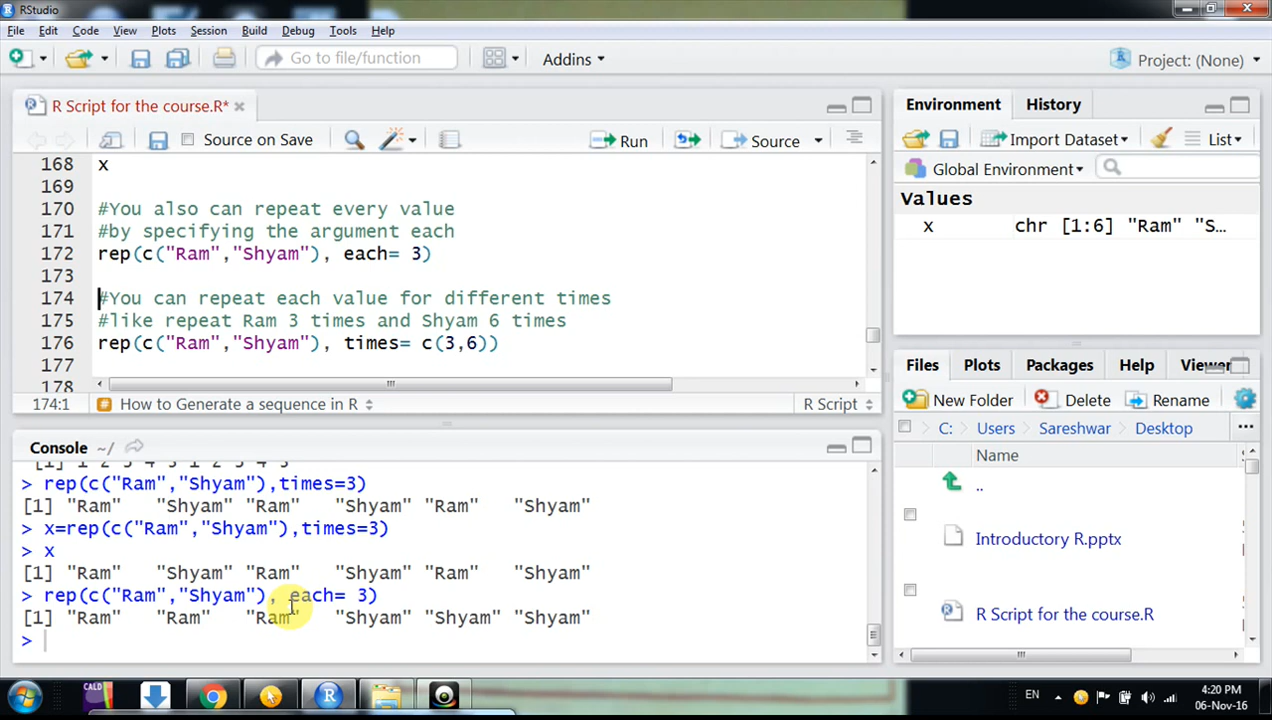 RStudio
File Edit Code View Plots Session Build Debug Tools Help
Go to file/function Addins Project: (None)
R Script for the course.R*
Source on Save Run Source
168 x
169
170 #You also can repeat every value
171 #by specifying the argument each
172 rep(c("Ram","Shyam"), each= 3)
173
174 #You can repeat each value for different times
175 #like repeat Ram 3 times and Shyam 6 times
176 rep(c("Ram","Shyam"), times= c(3,6))
177
178
174:1 How to Generate a sequence in R R Script
Console ~/
> rep(c("Ram","Shyam"),times=3)
[1] "Ram" "Shyam" "Ram" "Shyam" "Ram" "Shyam"
> x=rep(c("Ram","Shyam"),times=3)
> x
[1] "Ram" "Shyam" "Ram" "Shyam" "Ram" "Shyam"
> rep(c("Ram","Shyam"), each= 3)
[1] "Ram" "Ram" "Ram" "Shyam" "Shyam" "Shyam"
>
Environment History
Import Dataset List
Global Environment
Values
x chr [1:6] "Ram" "S…
Files Plots Packages Help Viewer
New Folder Delete Rename
C: Users Sareshwar Desktop
Name
..
Introductory R.pptx
R Script for the course.R
CALD EN 4:20 PM
06-Nov-16